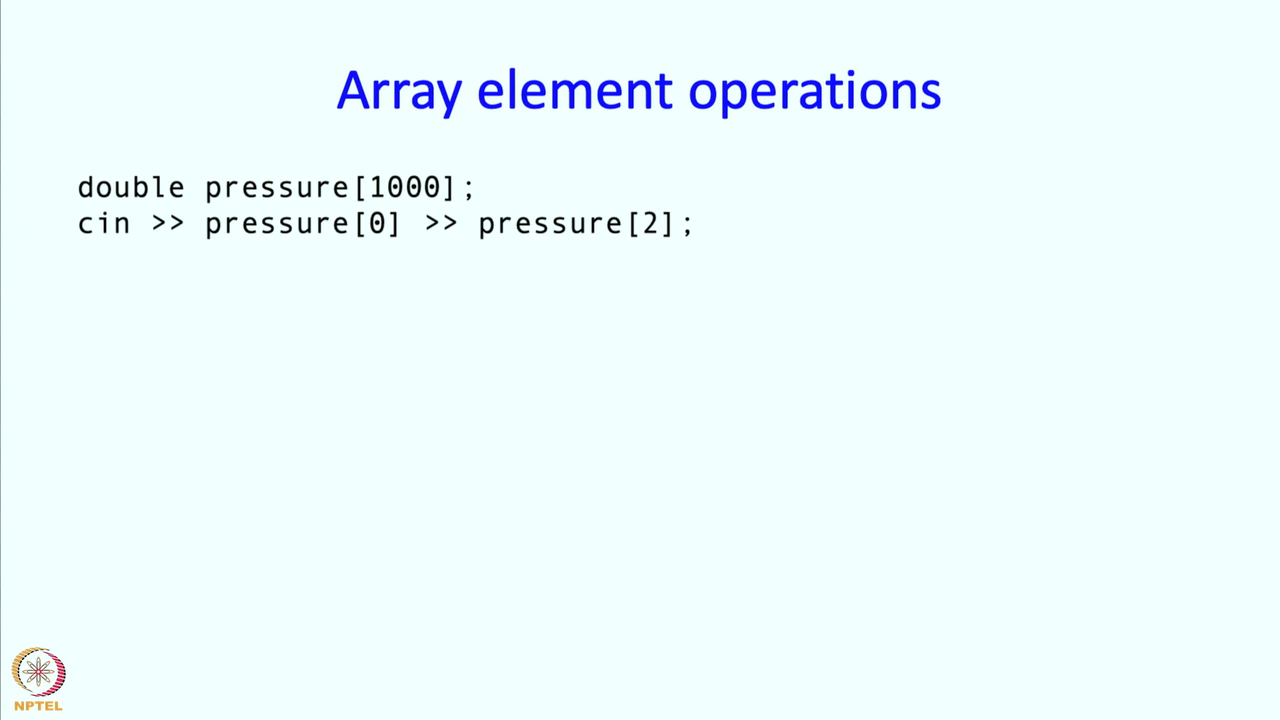 Array element operations
double pressure[1000];
cin >> pressure[0] >> pressure[2];
NPTEL